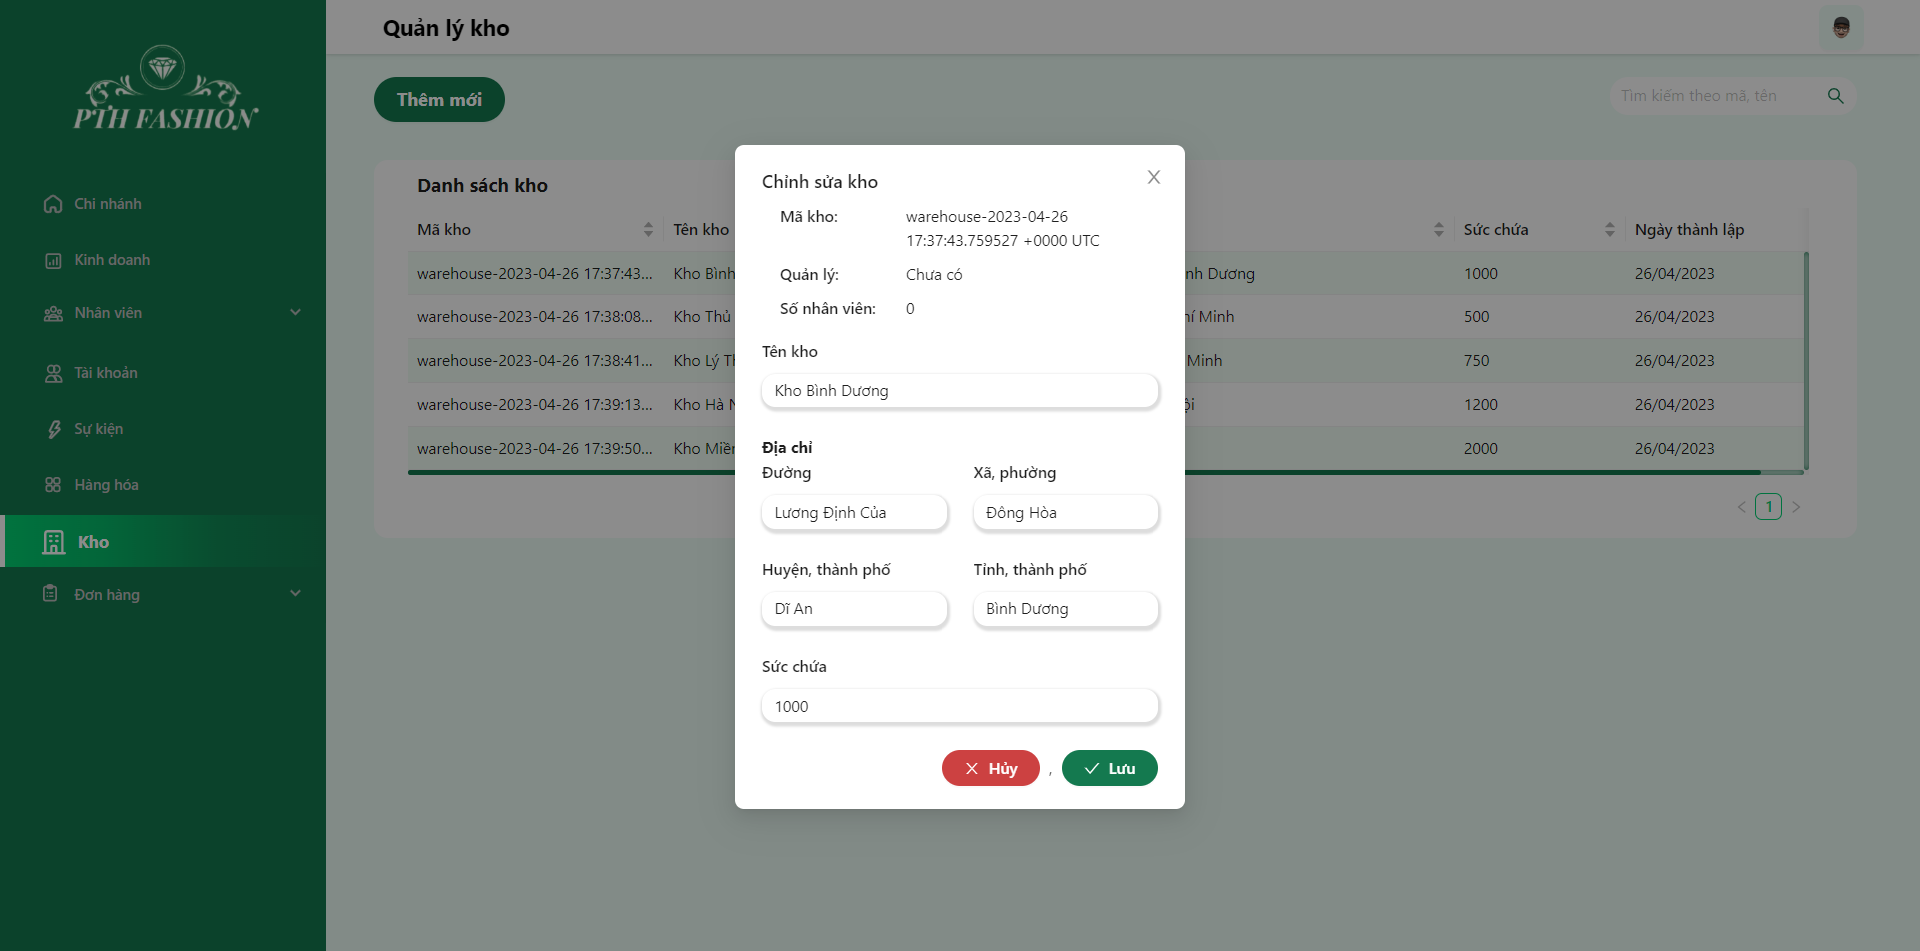 PTH FASHION
Chi nhánh
Kinh doanh
Nhân viên
Tài khoản
Sự kiện
Hàng hóa
Kho
Đơn hàng
Quản lý kho
Thêm mới
Tìm kiếm theo mã, tên
Danh sách kho
Mã kho Tên kho Sức chứa Ngày thành lập
warehouse-2023-04-26 17:37:43... Kho Bình Dương 1000 26/04/2023
warehouse-2023-04-26 17:38:08... Kho Thủ Minh 500 26/04/2023
warehouse-2023-04-26 17:38:41... Kho Lý Minh 750 26/04/2023
warehouse-2023-04-26 17:39:13... Kho Hà 1200 26/04/2023
warehouse-2023-04-26 17:39:50... Kho Miền 2000 26/04/2023
1
Chỉnh sửa kho
Mã kho: warehouse-2023-04-26
17:37:43.759527 +0000 UTC
Quản lý: Chưa có
Số nhân viên: 0
Tên kho
Kho Bình Dương
Địa chỉ
Đường Xã, phường
Lương Định Của Đông Hòa
Huyện, thành phố Tỉnh, thành phố
Dĩ An Bình Dương
Sức chứa
1000
Hủy , Lưu